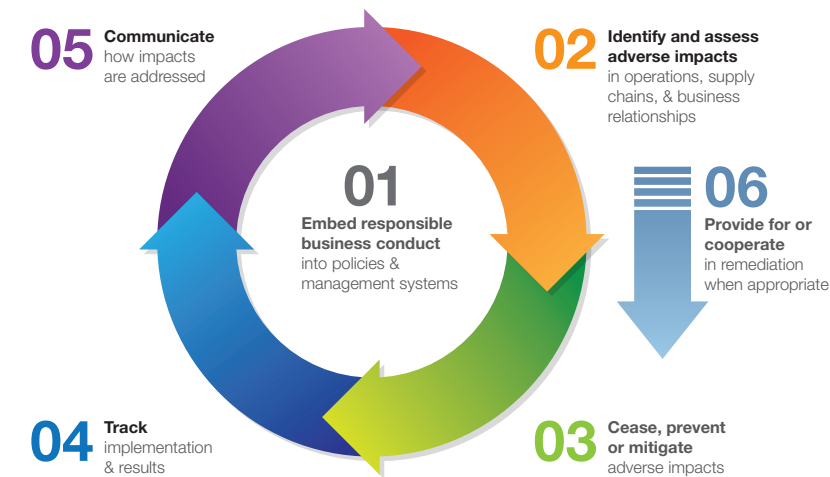 01
Embed responsible
business conduct
into policies &
management systems
02
Identify and assess
adverse impacts
in operations, supply
chains, & business
relationships
03
Cease, prevent
or mitigate
adverse impacts
04
Track
implementation
& results
05
Communicate
how impacts
are addressed
06
Provide for or
cooperate
in remediation
when appropriate